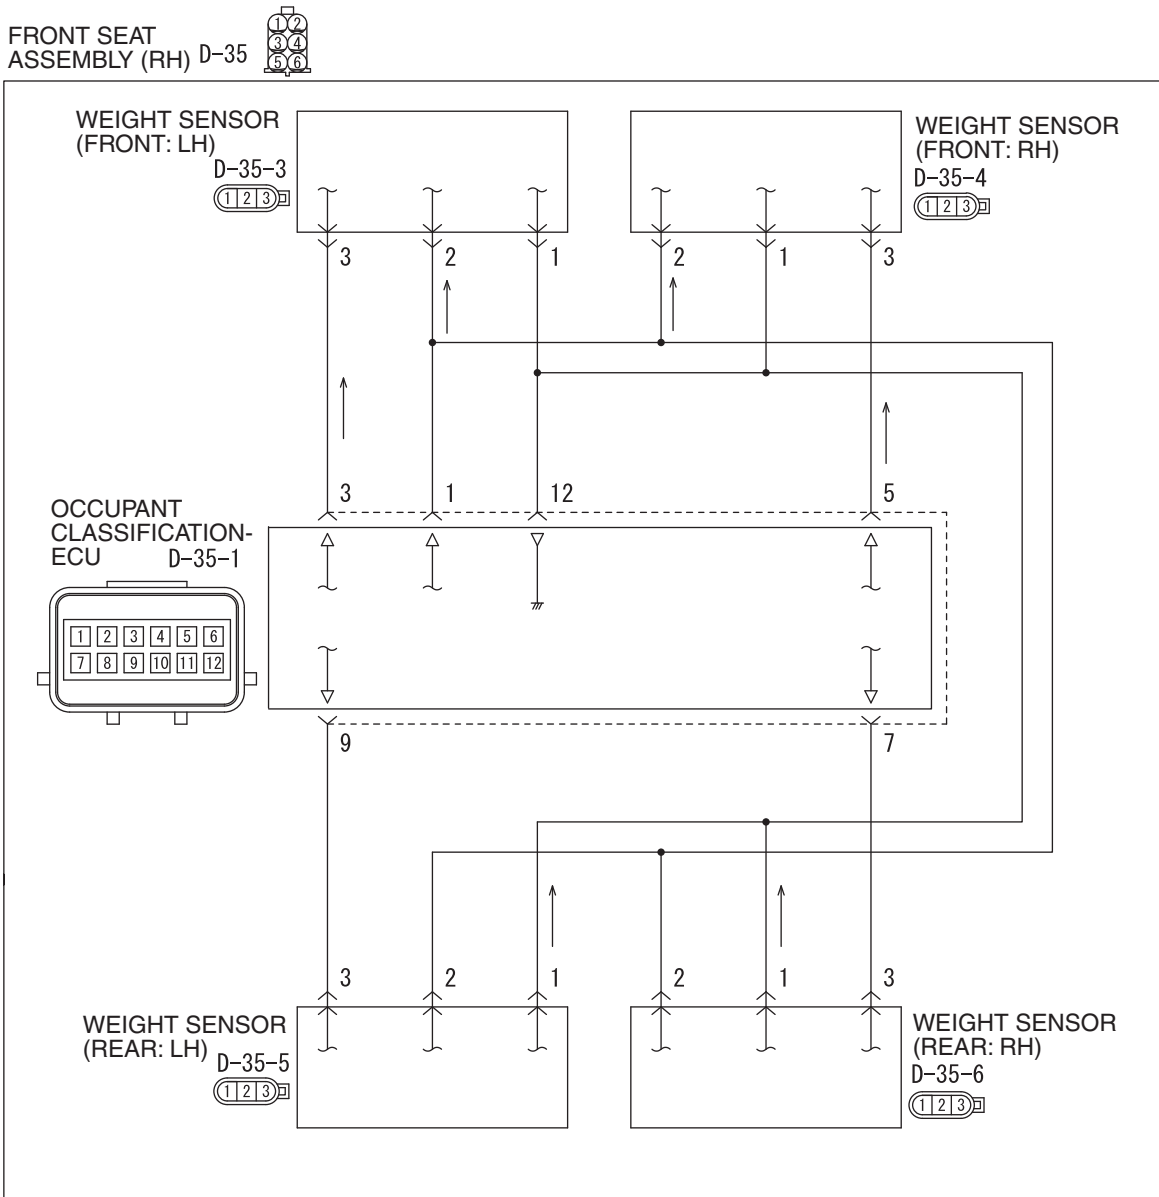 FRONT SEAT
ASSEMBLY (RH) D-35
1 2
3 4
5 6
WEIGHT SENSOR
(FRONT: LH)
D-35-3
1 2 3
WEIGHT SENSOR
(FRONT: RH)
D-35-4
1 2 3
3 2 1 2 1 3
3 1 12 5
OCCUPANT
CLASSIFICATION-
ECU D-35-1
1 2 3 4 5 6
7 8 9 10 11 12
9 7
3 2 1 2 1 3
WEIGHT SENSOR
(REAR: LH)
D-35-5
1 2 3
WEIGHT SENSOR
(REAR: RH)
D-35-6
1 2 3